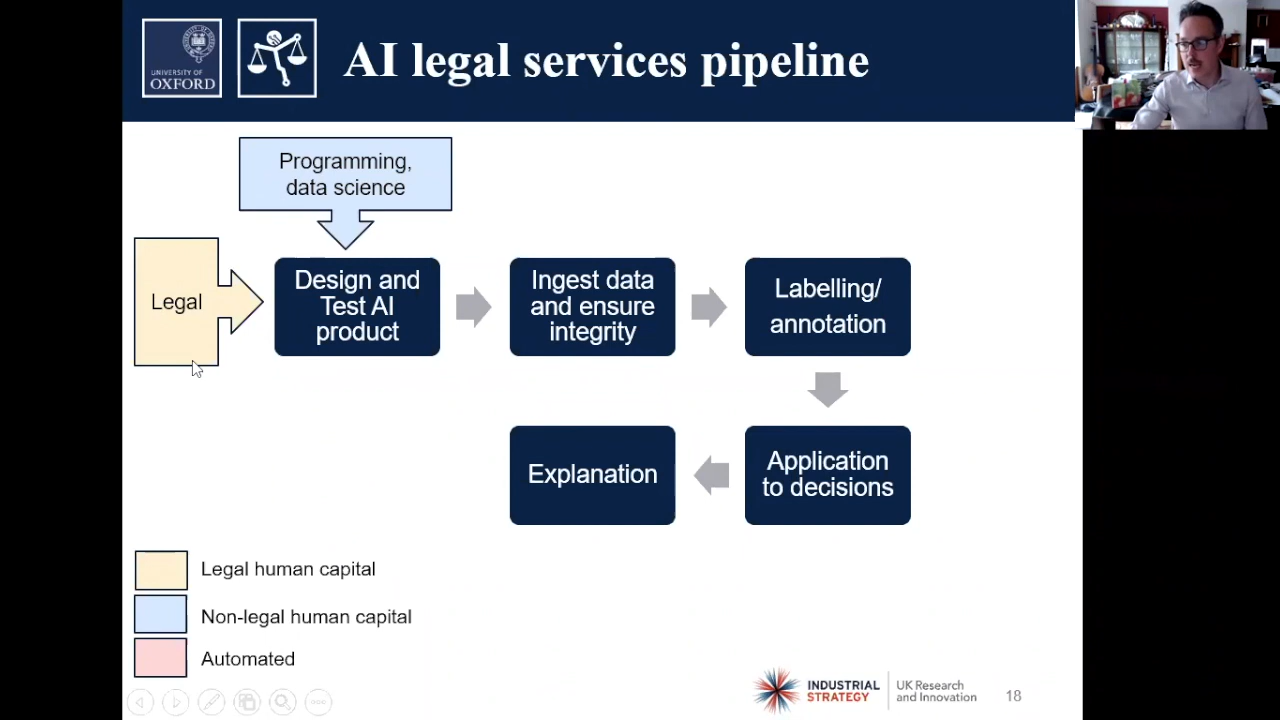 UNIVERSITY OF
OXFORD
AI legal services pipeline
Programming,
data science
Legal
Design and
Test AI
product
Ingest data
and ensure
integrity
Labelling/
annotation
Explanation
Application
to decisions
Legal human capital
Non-legal human capital
Automated
INDUSTRIAL
STRATEGY
UK Research
and Innovation
18